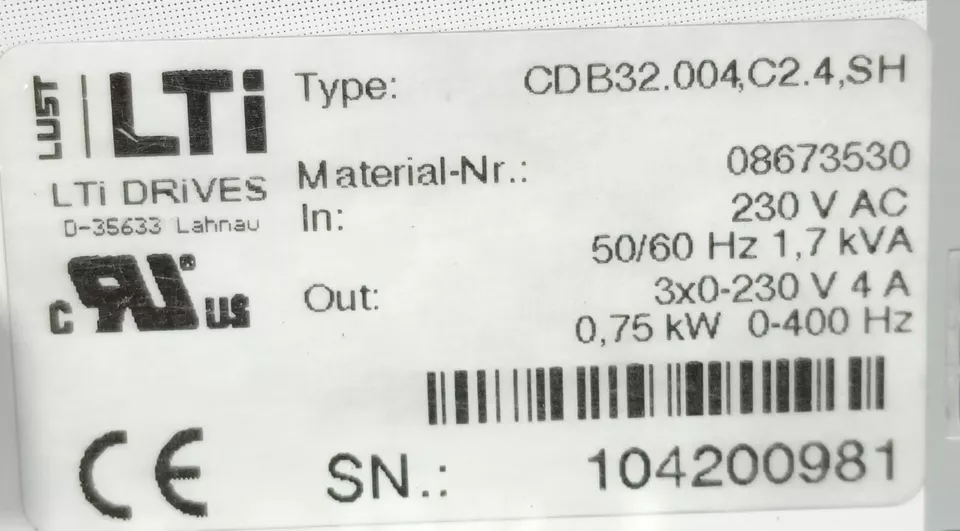 LUST LTi
LTi DRiVES
D-35633 Lahnau
c RU ® us
CE
Type: CDB32.004,C2.4,SH
Material-Nr.: 08673530
In: 230 V AC
50/60 Hz 1,7 kVA
Out: 3x0-230 V 4 A
0,75 kW 0-400 Hz
SN.: 104200981